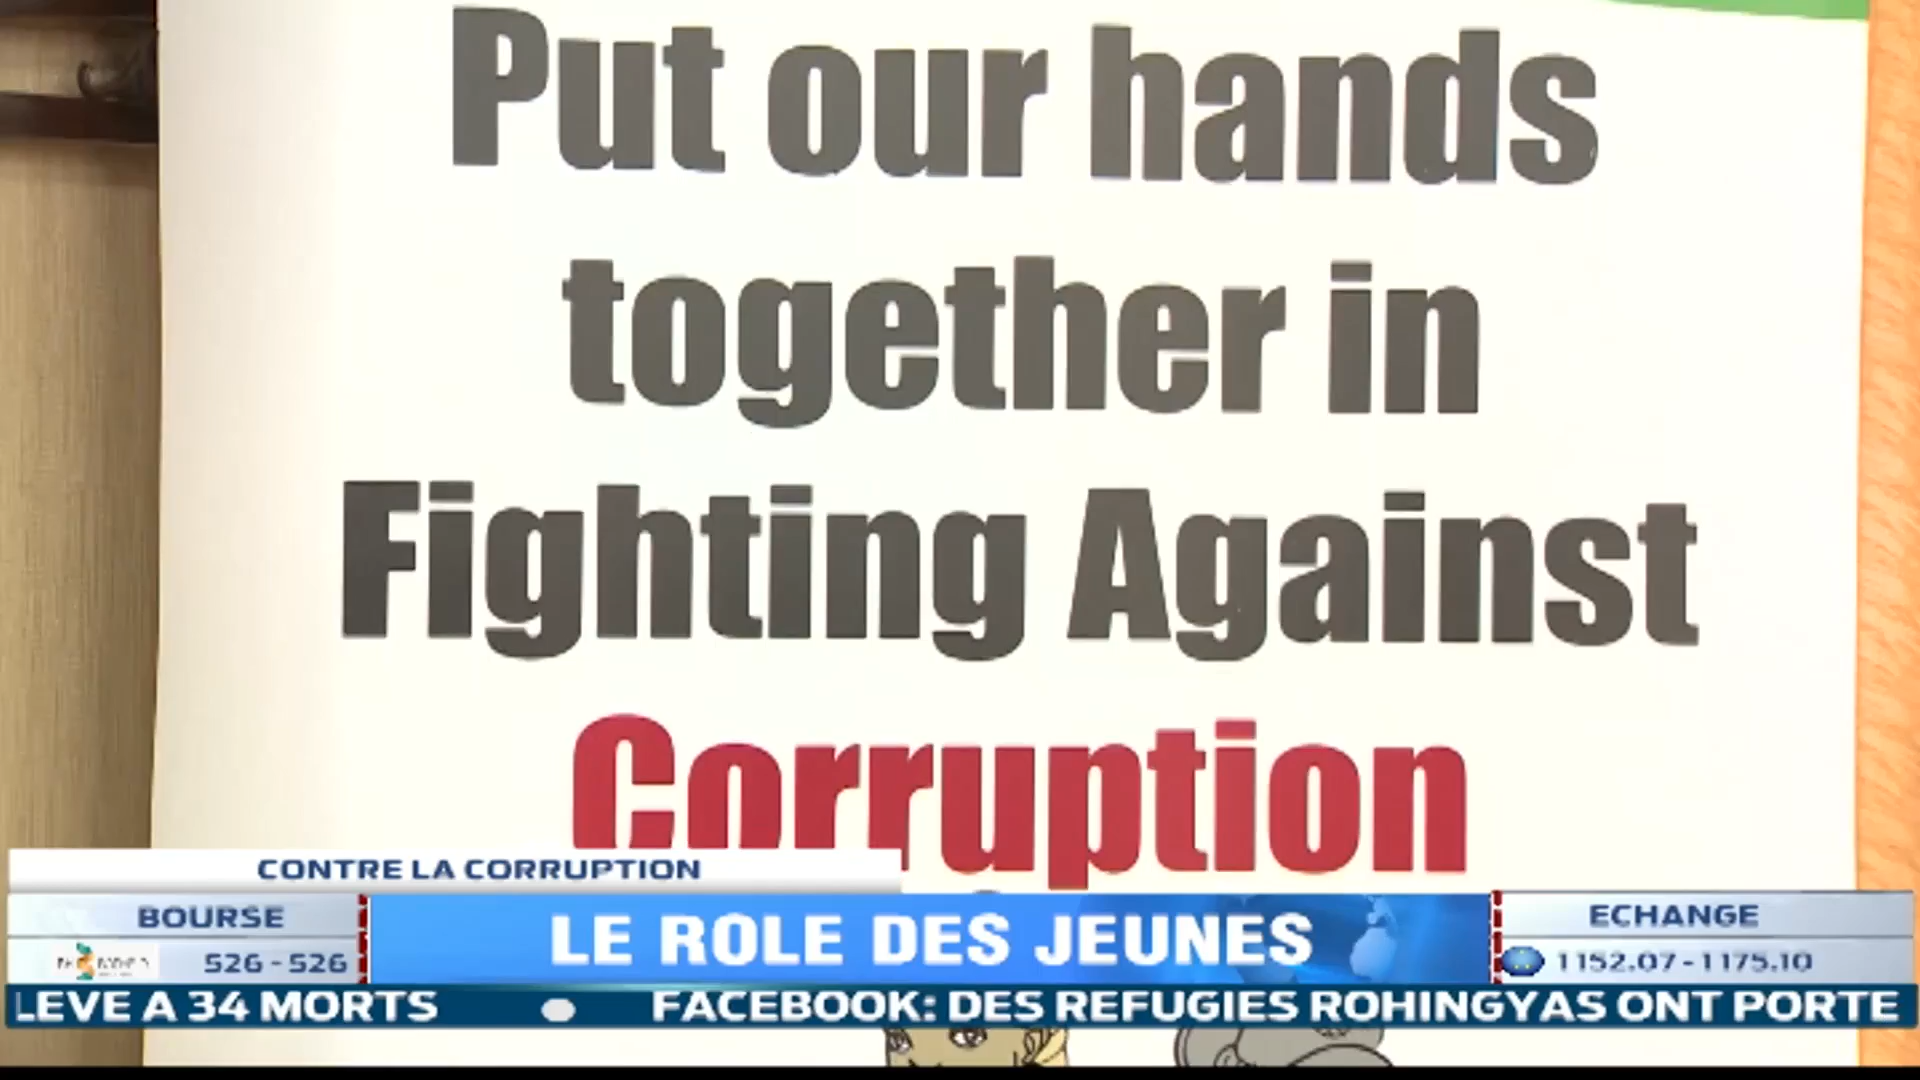 Put our hands
together in
Fighting Against
Corruption
CONTRE LA CORRUPTION
BOURSE
526 - 526
LE ROLE DES JEUNES
ECHANGE
1152.07 - 1175.10
LEVE A 34 MORTS
FACEBOOK: DES REFUGIES ROHINGYAS ONT PORTE